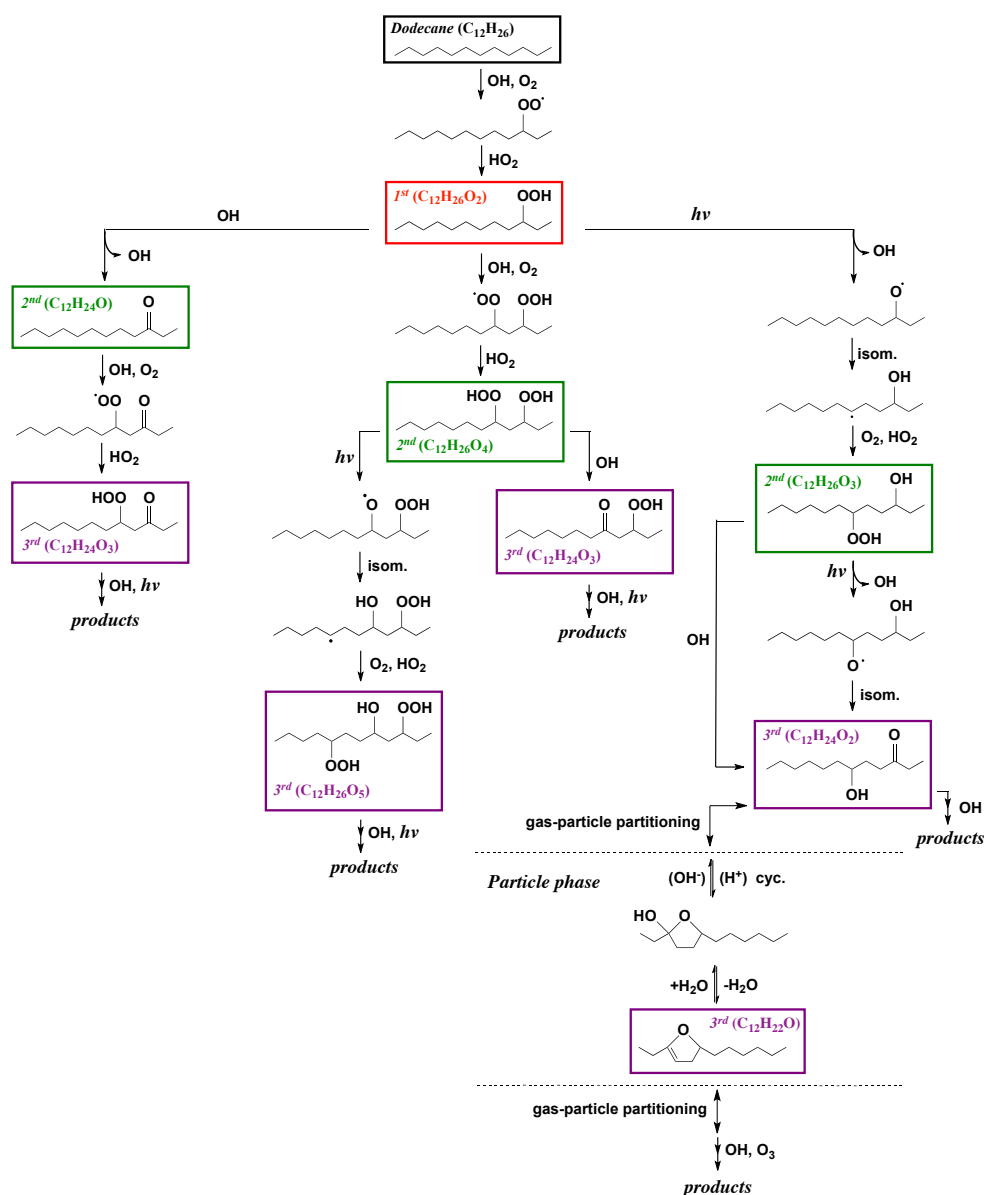 Dodecane (C₁₂H₂₆)
OH, O₂
OO·
HO₂
1st (C₁₂H₂₆O₂)
OOH
OH
hν
OH
OH, O₂
OH
2nd (C₁₂H₂₄O)
O
·OO
OOH
O·
OH, O₂
HO₂
isom.
·OO
O
HOO
OOH
2nd (C₁₂H₂₆O₄)
OH
HO₂
hν
OH
O₂, HO₂
HOO
O
3rd (C₁₂H₂₄O₃)
O·
OOH
O
OOH
3rd (C₁₂H₂₄O₃)
2nd (C₁₂H₂₆O₃)
OH
OOH
OH, hν
products
isom.
OH, hν
products
hν
OH
HO
OOH
OH
OH
O·
O₂, HO₂
isom.
HO
OOH
OOH
3rd (C₁₂H₂₆O₅)
3rd (C₁₂H₂₄O₂)
O
OH
OH, hν
products
gas-particle partitioning
OH
products
Particle phase
(OH⁻)
(H⁺) cyc.
HO
O
+H₂O
-H₂O
3rd (C₁₂H₂₂O)
O
gas-particle partitioning
OH, O₃
products